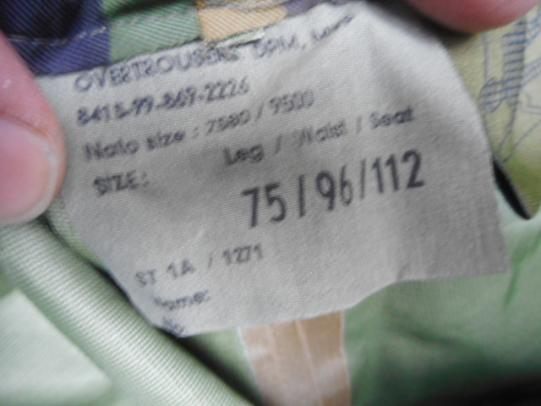 OVERTROUSERS DPM,
8415-99-869-2226
Nato size : 7580 / 9500
SIZE: Leg / Waist / Seat
75/96/112
ST 1A / 1271
Name: